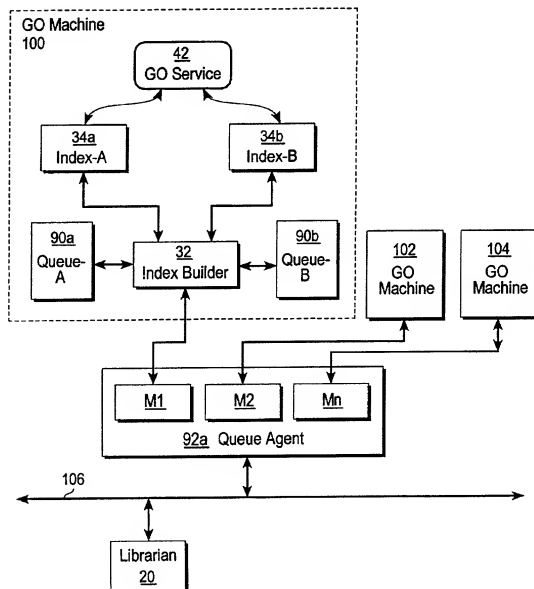 GO Machine
100
42
GO Service
34a
Index-A
34b
Index-B
90a
Queue-
A
32
Index Builder
90b
Queue-
B
102
GO
Machine
104
GO
Machine
M1
M2
Mn
92a Queue Agent
106
Librarian
20